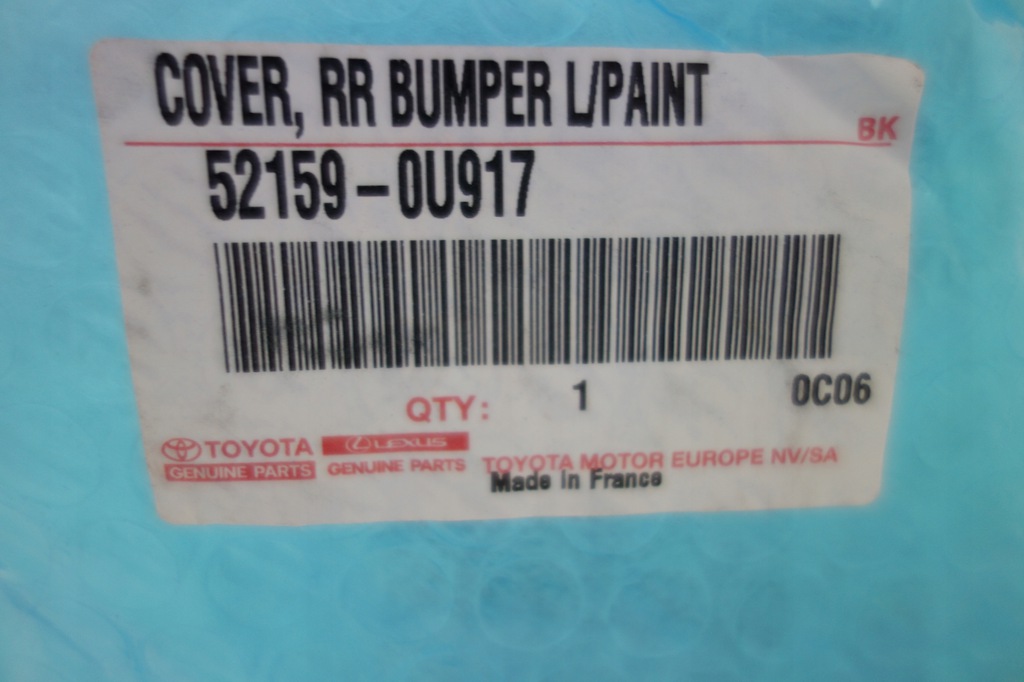 COVER, RR BUMPER L/PAINT
BK
52159-0U917
QTY: 1 0C06
TOYOTA LEXUS
GENUINE PARTS GENUINE PARTS TOYOTA MOTOR EUROPE NV/SA
Made in France